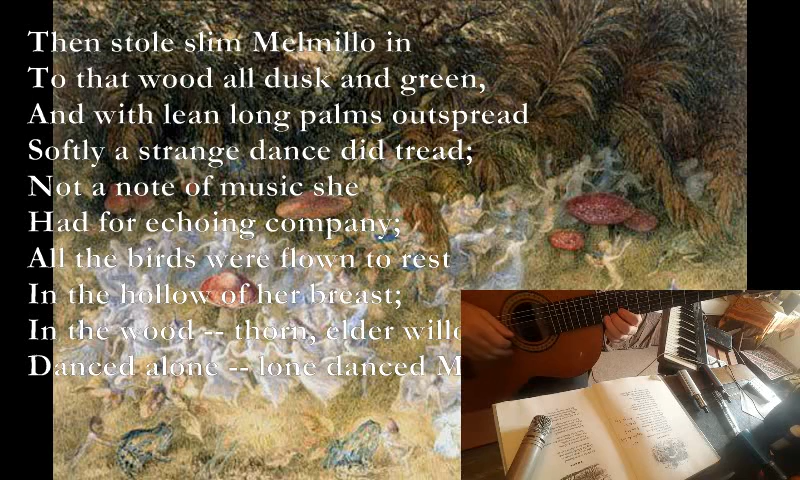 Then stole slim Melmillo in
To that wood all dusk and green,
And with lean long palms outspread
Softly a strange dance did tread;
Not a note of music she
Had for echoing company;
All the birds were flown to rest
In the hollow of her breast;
In the wood -- thorn, elder
Danced alone -- lone danced